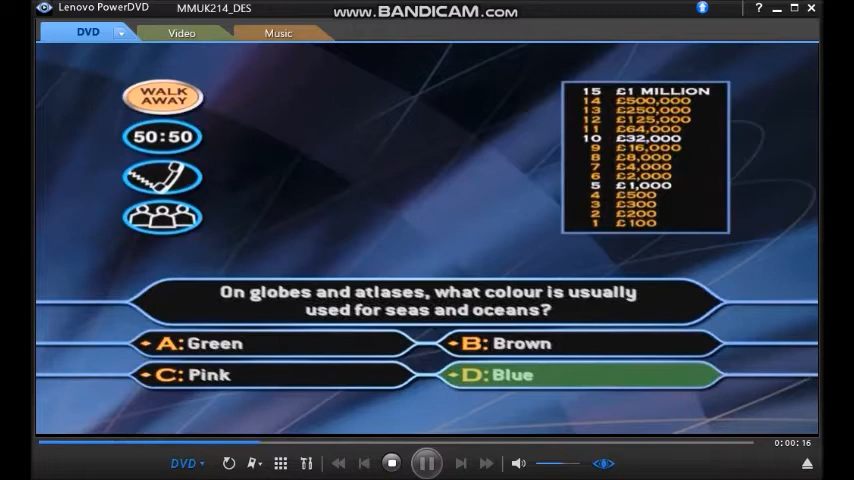 Lenovo PowerDVD
MMUK214_DES
www.BANDICAM.com
?
DVD
Video
Music
WALK
AWAY
50:50
15 £1 MILLION
14 £500,000
13 £250,000
12 £125,000
11 £64,000
10 £32,000
9 £16,000
8 £8,000
7 £4,000
6 £2,000
5 £1,000
4 £500
3 £300
2 £200
1 £100
On globes and atlases, what colour is usually
used for seas and oceans?
A: Green
B: Brown
C: Pink
D: Blue
0:00:16
DVD